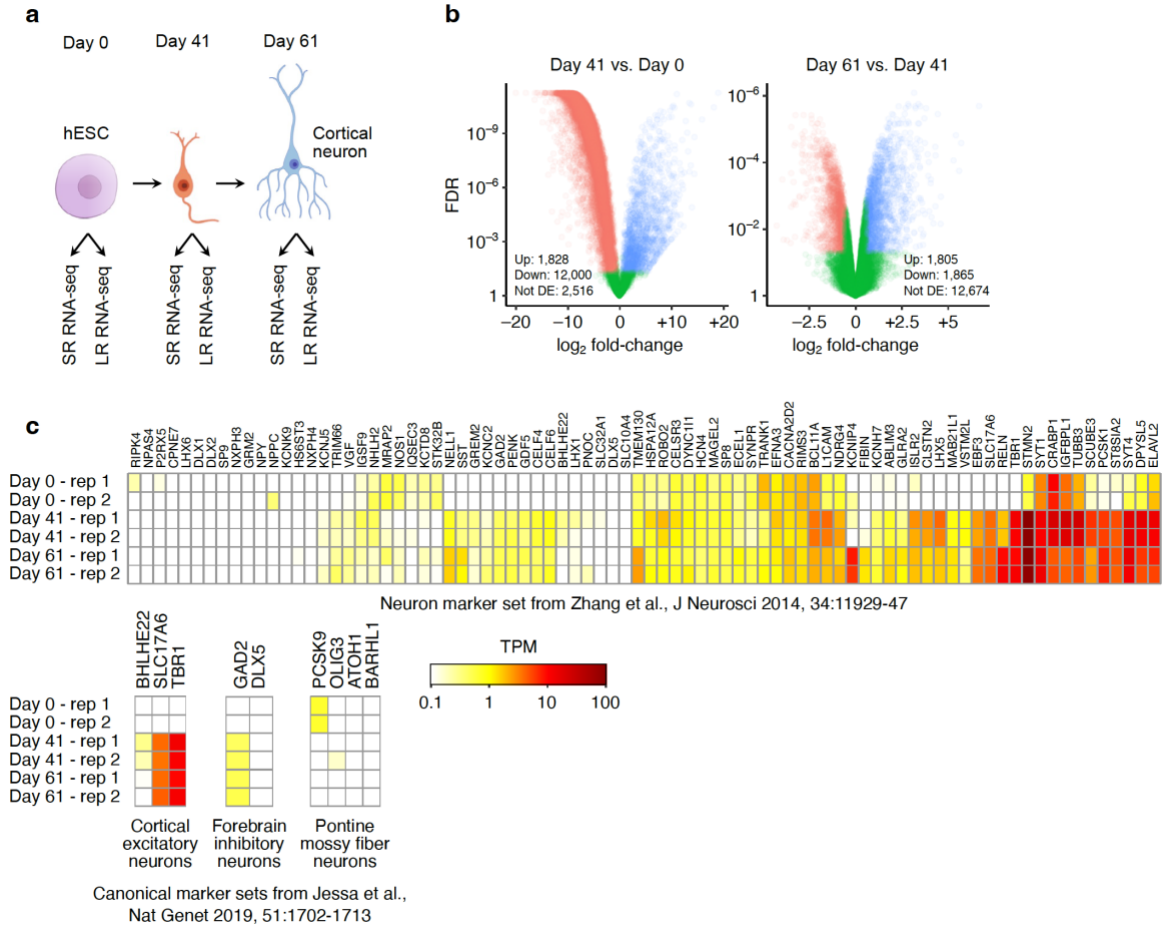 a
Day 0 Day 41 Day 61
hESC
Cortical
neuron
SR RNA-seq
LR RNA-seq
SR RNA-seq
LR RNA-seq
SR RNA-seq
LR RNA-seq
b
Day 41 vs. Day 0
FDR
10⁻⁹
10⁻⁶
10⁻³
1
Up: 1,828
Down: 12,000
Not DE: 2,516
−20 −10 0 +10 +20
log₂ fold-change
Day 61 vs. Day 41
10⁻⁶
10⁻⁴
10⁻²
1
Up: 1,805
Down: 1,865
Not DE: 12,674
−2.5 0 +2.5 +5
log₂ fold-change
c
RIPK4
NPAS4
P2RX5
CPNE7
LHX6
DLX1
DLX2
SP9
NXPH3
GRM2
NPY
NPPC
KCNK9
HS6ST3
NXPH4
KCNJ5
TRIM66
VGF
IGSF9
NHLH2
MRAP2
NOS1
IQSEC3
KCTD8
STK32B
NELL1
SST
GREM2
KCNC2
GAD2
PENK
GDF5
CELF4
CELF6
BHLHE22
LHX1
PNOC
SLC32A1
DLX5
SLC10A4
TMEM130
HSPA12A
ROBO2
CELSR3
DYNC1I1
HCN4
MAGEL2
SP8
ECEL1
SYNPR
TRANK1
EFNA3
CACNA2D2
RIMS3
BCL11A
L1CAM
NDRG4
KCNIP4
FIBIN
KCNH7
ABLIM3
GLRA2
ISLR2
CLSTN2
LHX5
MAB21L1
VSTM2L
EBF3
SLC17A6
RELN
TBR1
STMN2
SYT1
CRABP1
IGFBPL1
TUBB3
SCUBE3
PCSK1
ST8SIA2
SYT4
DPYSL5
ELAVL2
Day 0 - rep 1
Day 0 - rep 2
Day 41 - rep 1
Day 41 - rep 2
Day 61 - rep 1
Day 61 - rep 2
Neuron marker set from Zhang et al., J Neurosci 2014, 34:11929-47
BHLHE22
SLC17A6
TBR1
GAD2
DLX5
PCSK9
OLIG3
ATOH1
BARHL1
Day 0 - rep 1
Day 0 - rep 2
Day 41 - rep 1
Day 41 - rep 2
Day 61 - rep 1
Day 61 - rep 2
Cortical
excitatory
neurons
Forebrain
inhibitory
neurons
Pontine
mossy fiber
neurons
TPM
0.1 1 10 100
Canonical marker sets from Jessa et al.,
Nat Genet 2019, 51:1702-1713